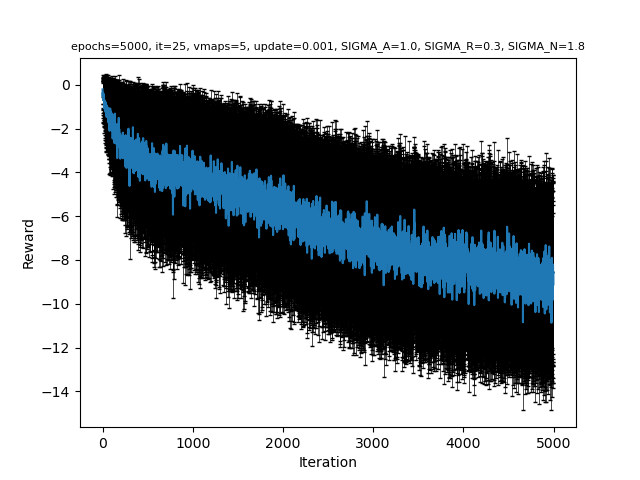 epochs=5000, it=25, vmaps=5, update=0.001, SIGMA_A=1.0, SIGMA_R=0.3, SIGMA_N=1.8
0
−2
−4
−6
−8
−10
−12
−14
Reward
0 1000 2000 3000 4000 5000
Iteration